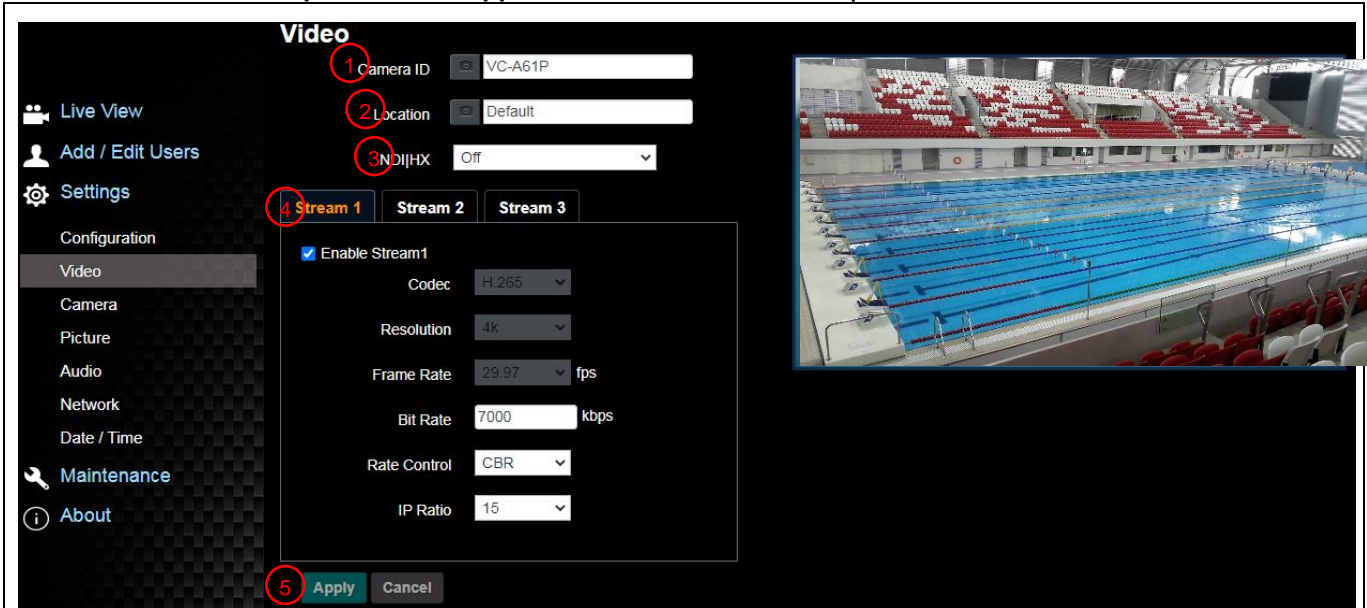 Video
1 Camera ID VC-A61P
2 Location Default
3 NDI|HX Off
Live View
Add / Edit Users
Settings
Configuration
Video
Camera
Picture
Audio
Network
Date / Time
Maintenance
About
4 Stream 1 Stream 2 Stream 3
Enable Stream1
Codec H.265
Resolution 4k
Frame Rate 29.97 fps
Bit Rate 7000 kbps
Rate Control CBR
IP Ratio 15
5 Apply Cancel